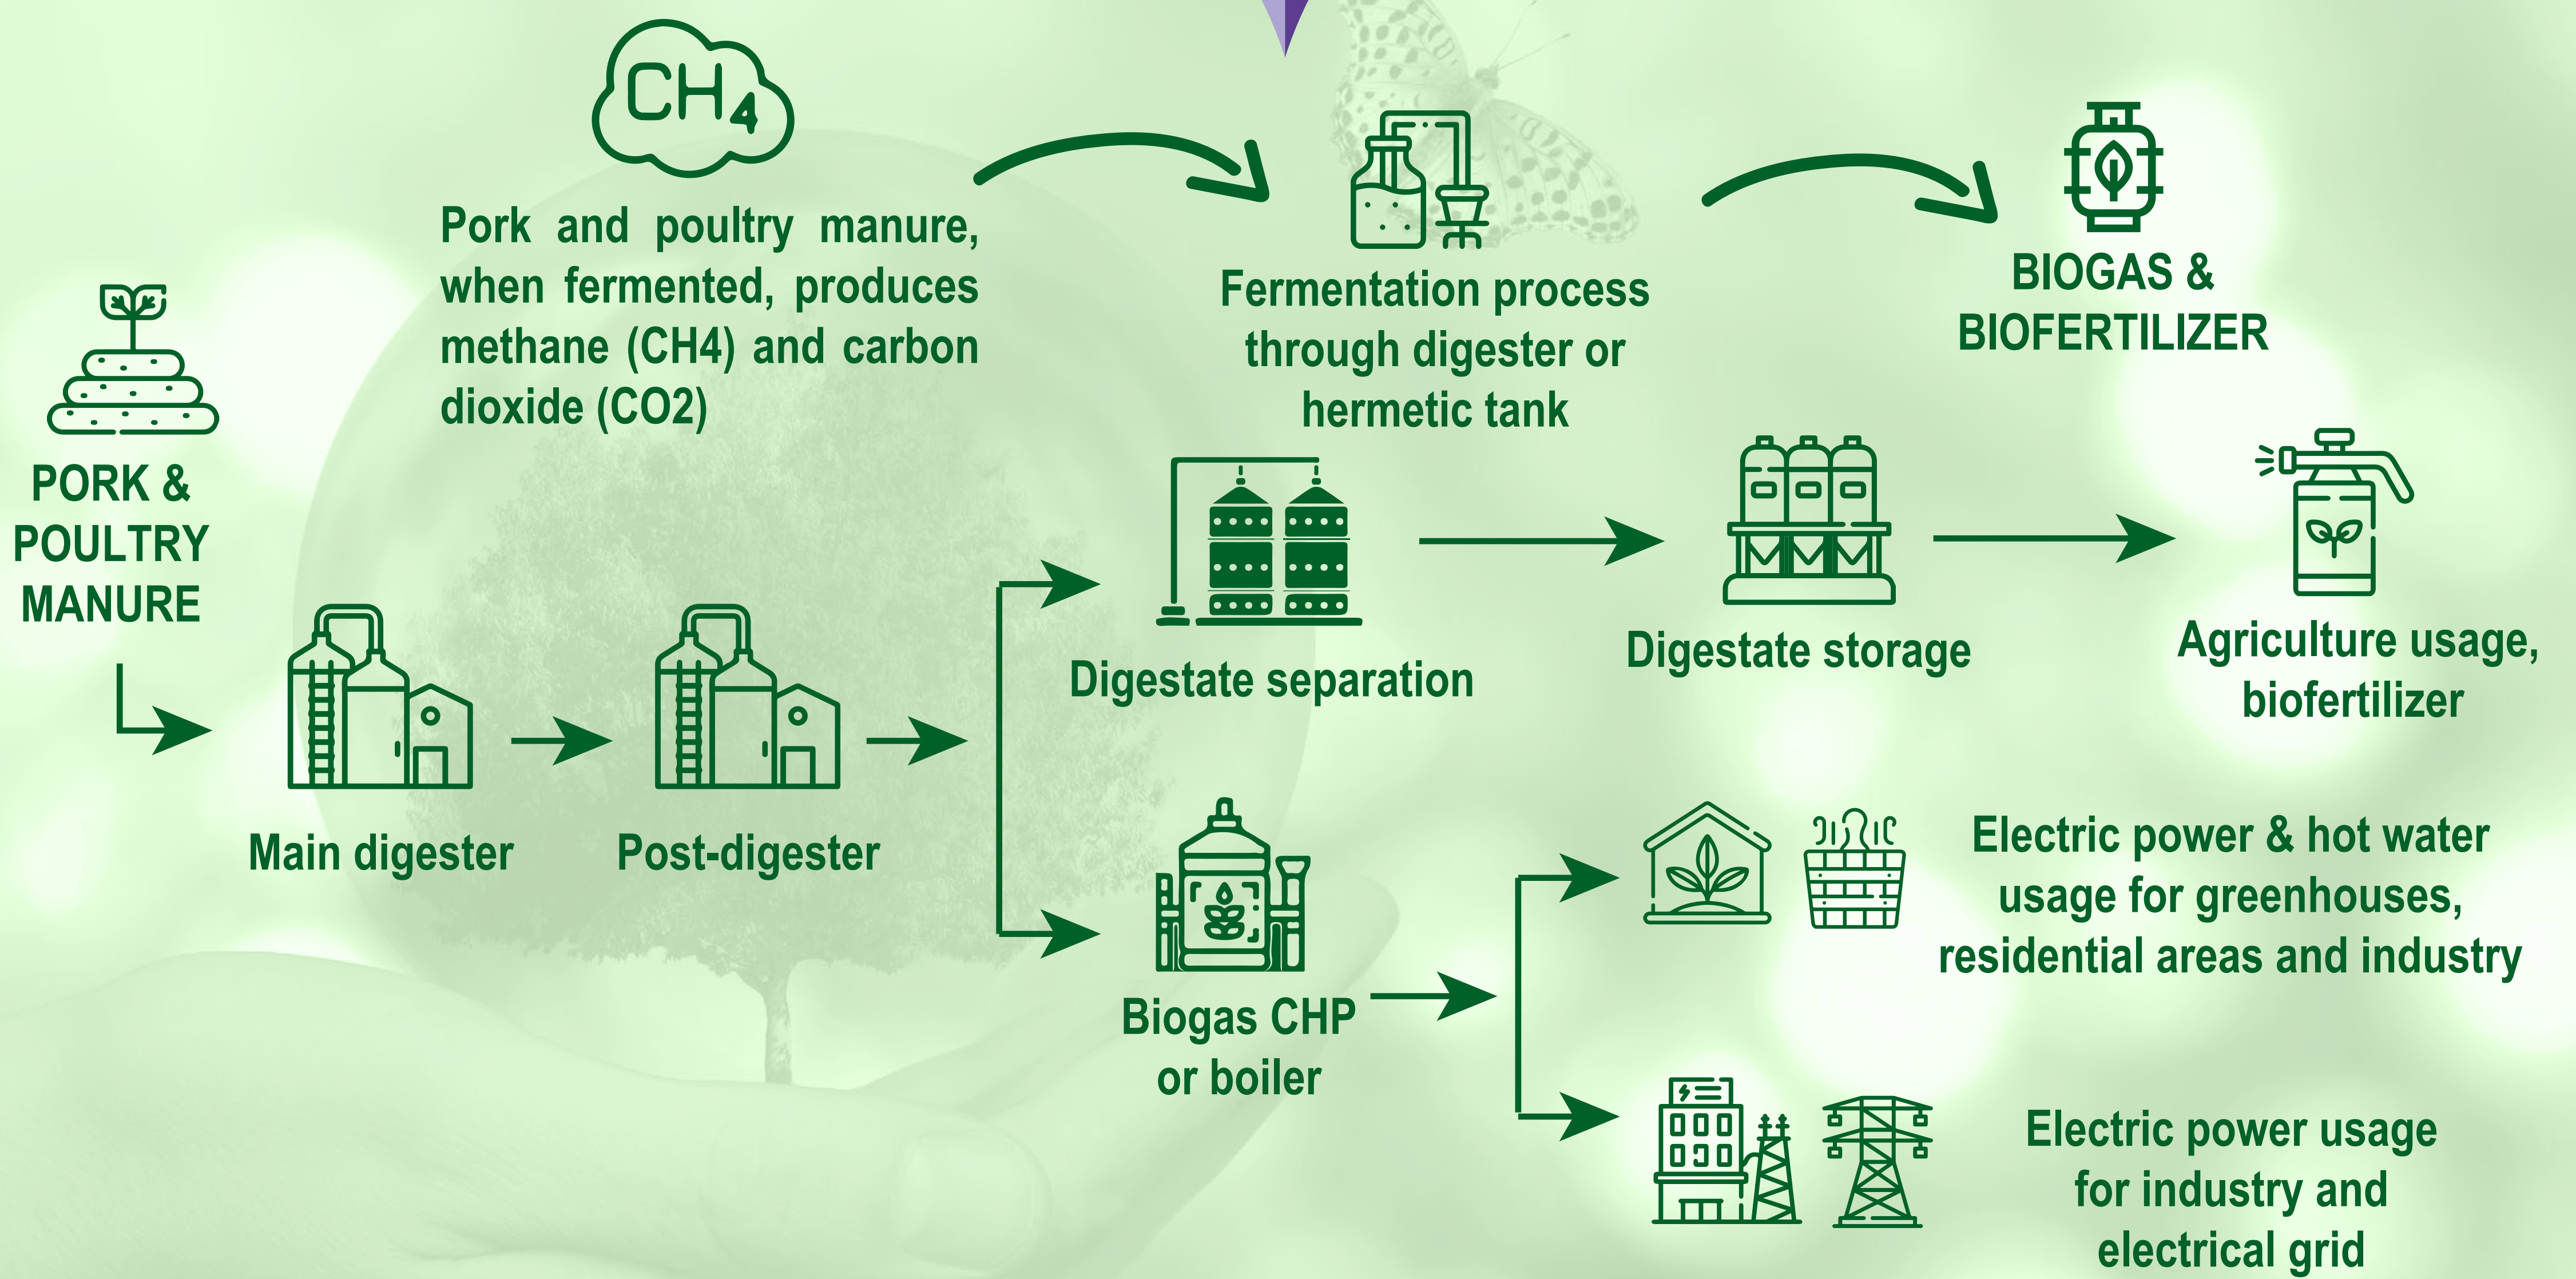 CH4
Pork and poultry manure,
when fermented, produces
methane (CH4) and carbon
dioxide (CO2)
Fermentation process
through digester or
hermetic tank
BIOGAS &
BIOFERTILIZER
PORK &
POULTRY
MANURE
Main digester
Post-digester
Digestate separation
Digestate storage
Agriculture usage,
biofertilizer
Biogas CHP
or boiler
Electric power & hot water
usage for greenhouses,
residential areas and industry
Electric power usage
for industry and
electrical grid